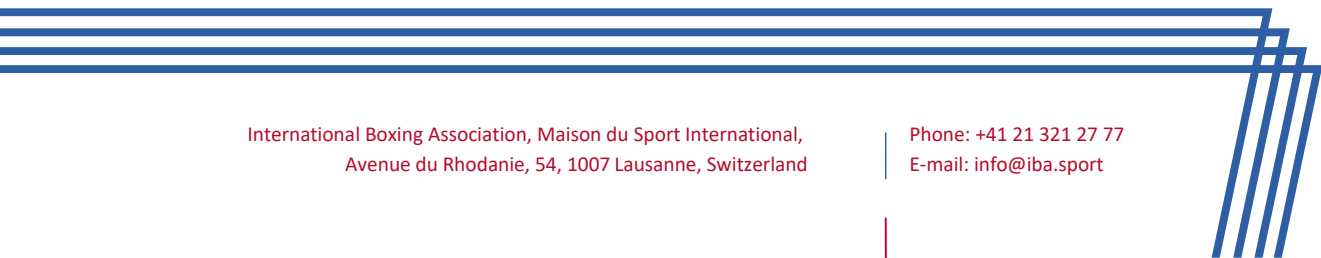 International Boxing Association, Maison du Sport International,
Avenue du Rhodanie, 54, 1007 Lausanne, Switzerland
Phone: +41 21 321 27 77
E-mail: info@iba.sport